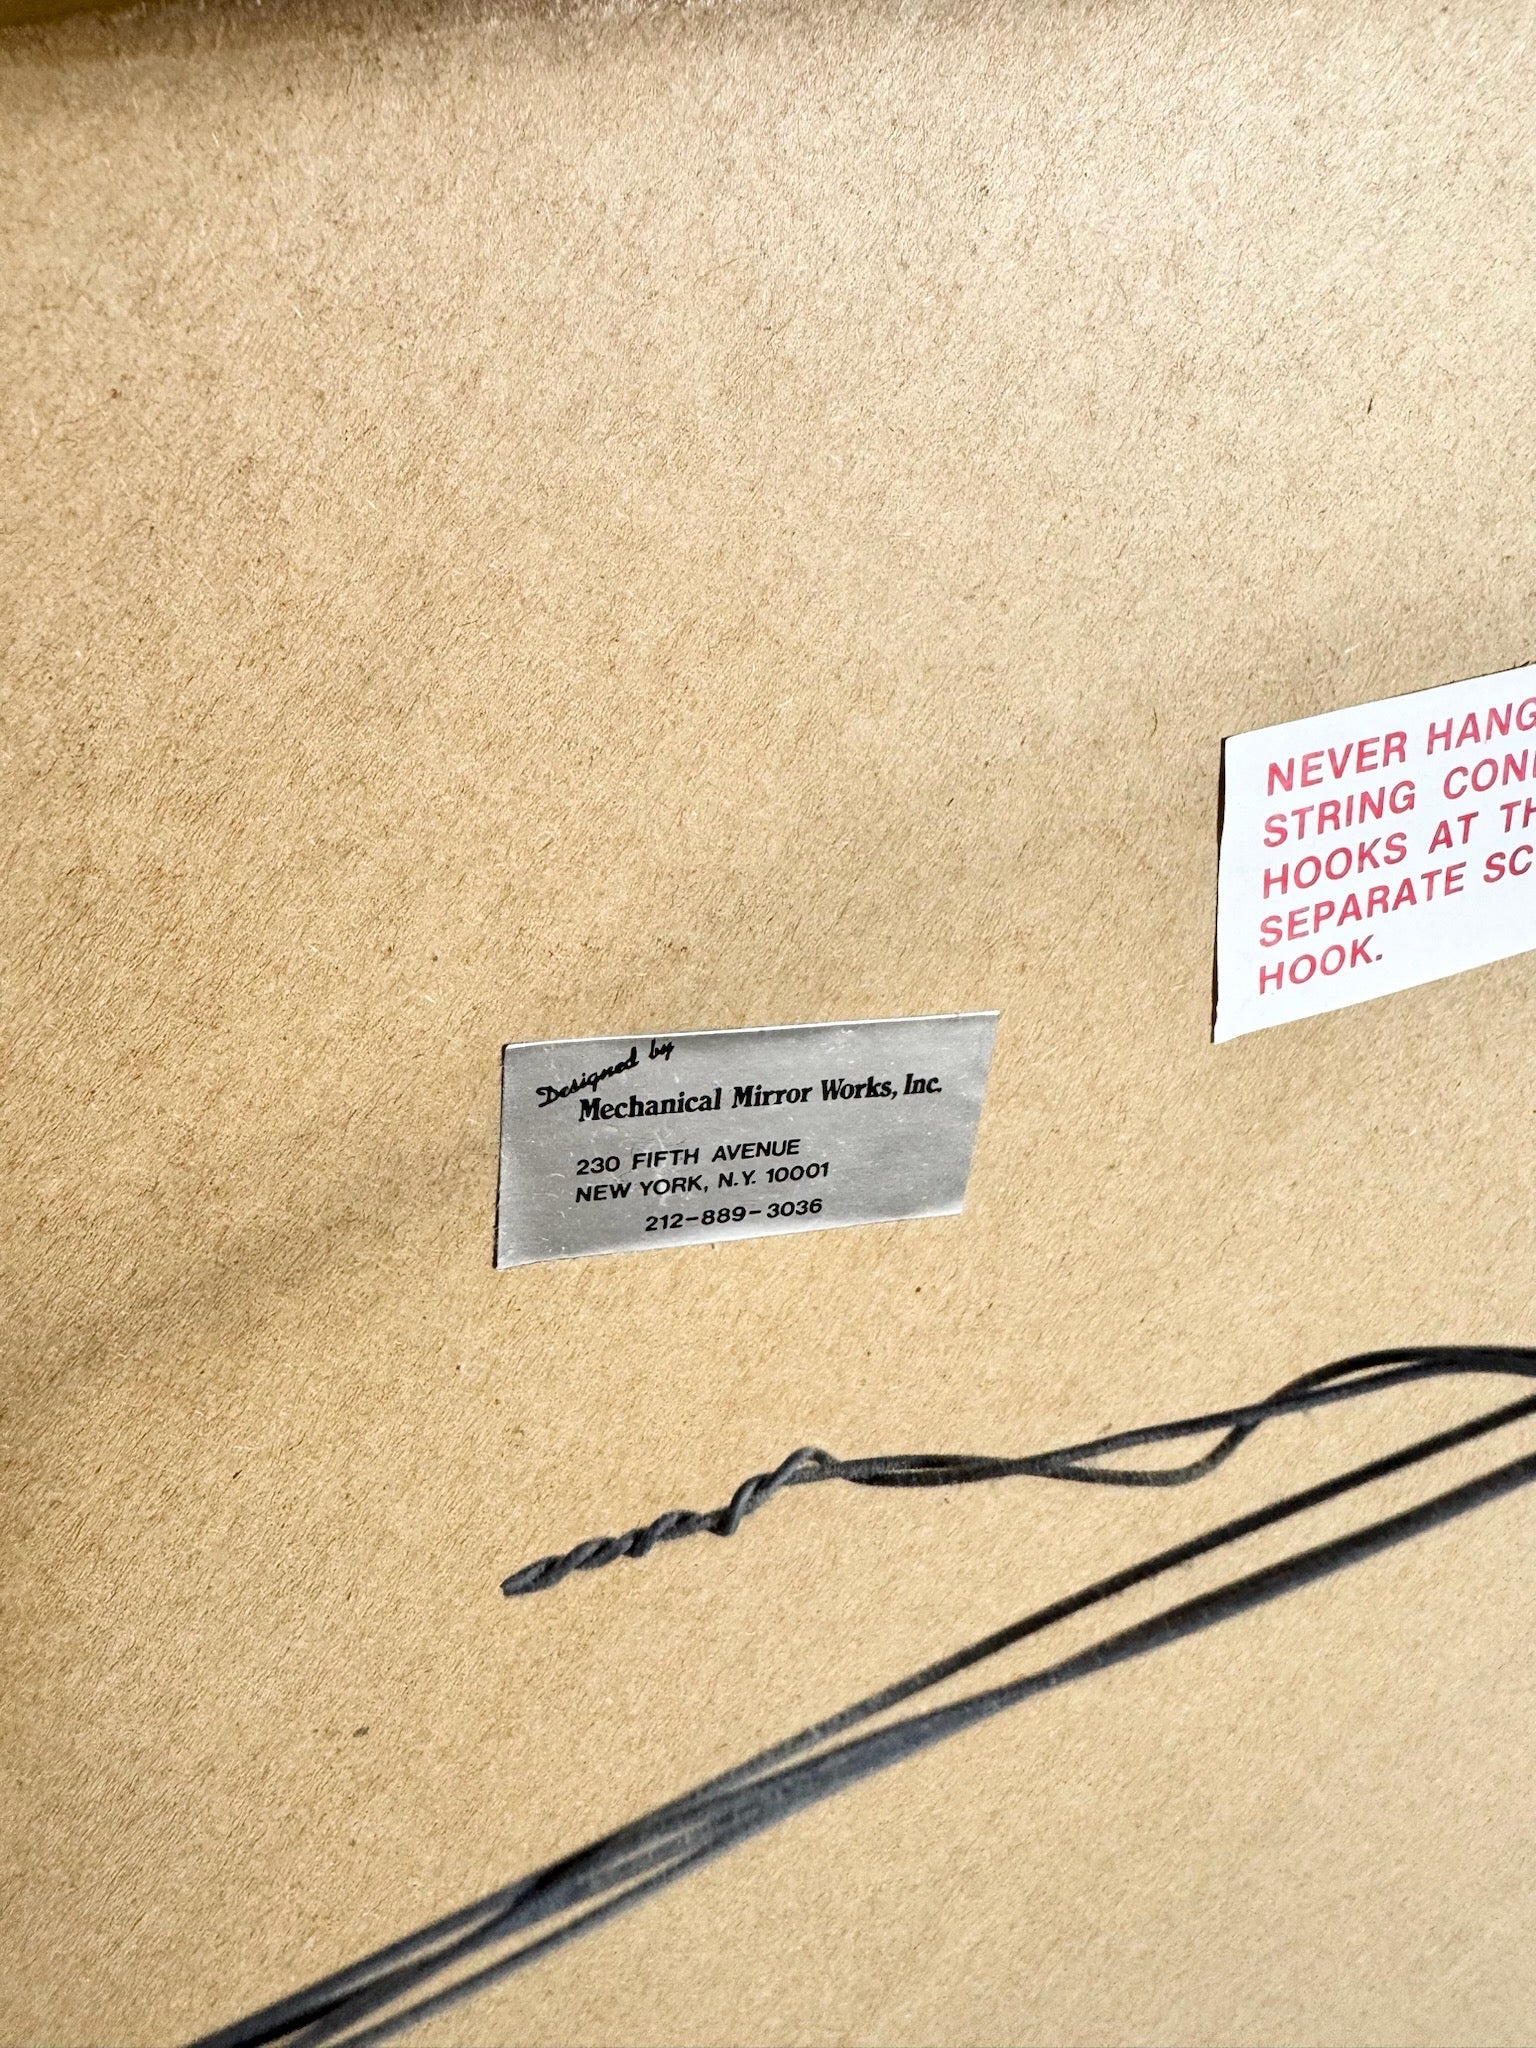 Designed by
Mechanical Mirror Works, Inc.
230 FIFTH AVENUE
NEW YORK, N.Y. 10001
212-889-3036
NEVER HANG
STRING
HOOKS AT
SEPARATE
HOOK.